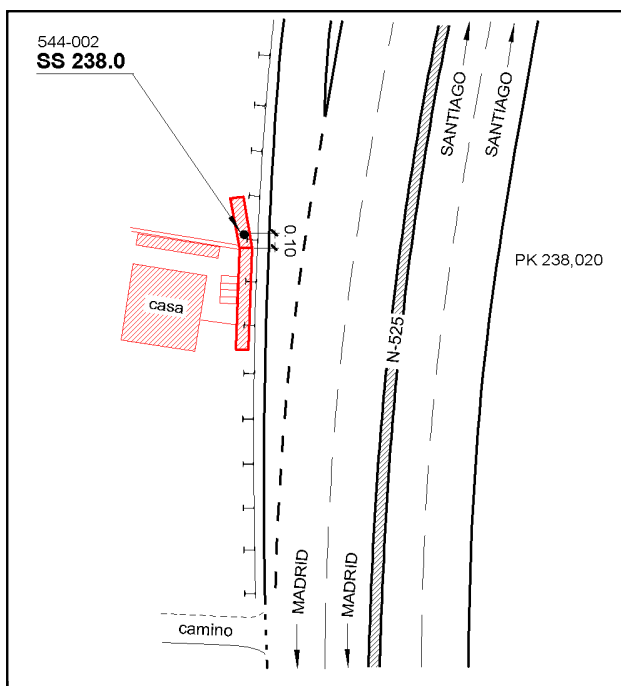 544-002
SS 238.0
SANTIAGO
SANTIAGO
0.10
PK 238,020
casa
N-525
MADRID
MADRID
camino